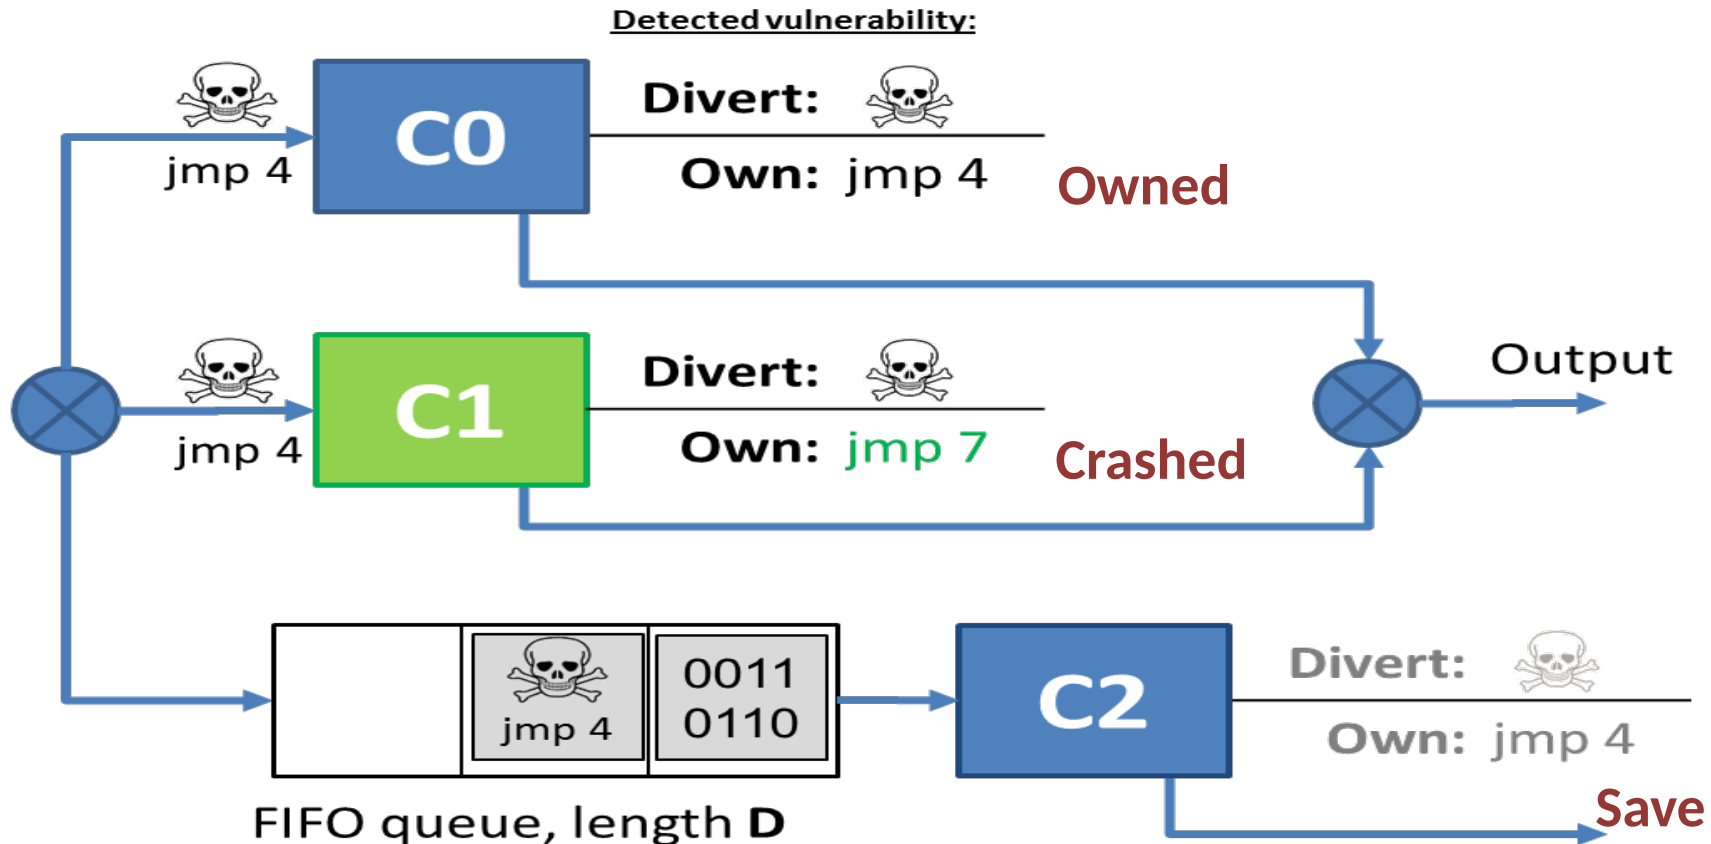 Detected vulnerability:
jmp 4
C0
Divert:
Own: jmp 4
Owned
jmp 4
C1
Divert:
Own: jmp 7
Crashed
Output
jmp 4
0011
0110
C2
Divert:
Own: jmp 4
Save
FIFO queue, length D